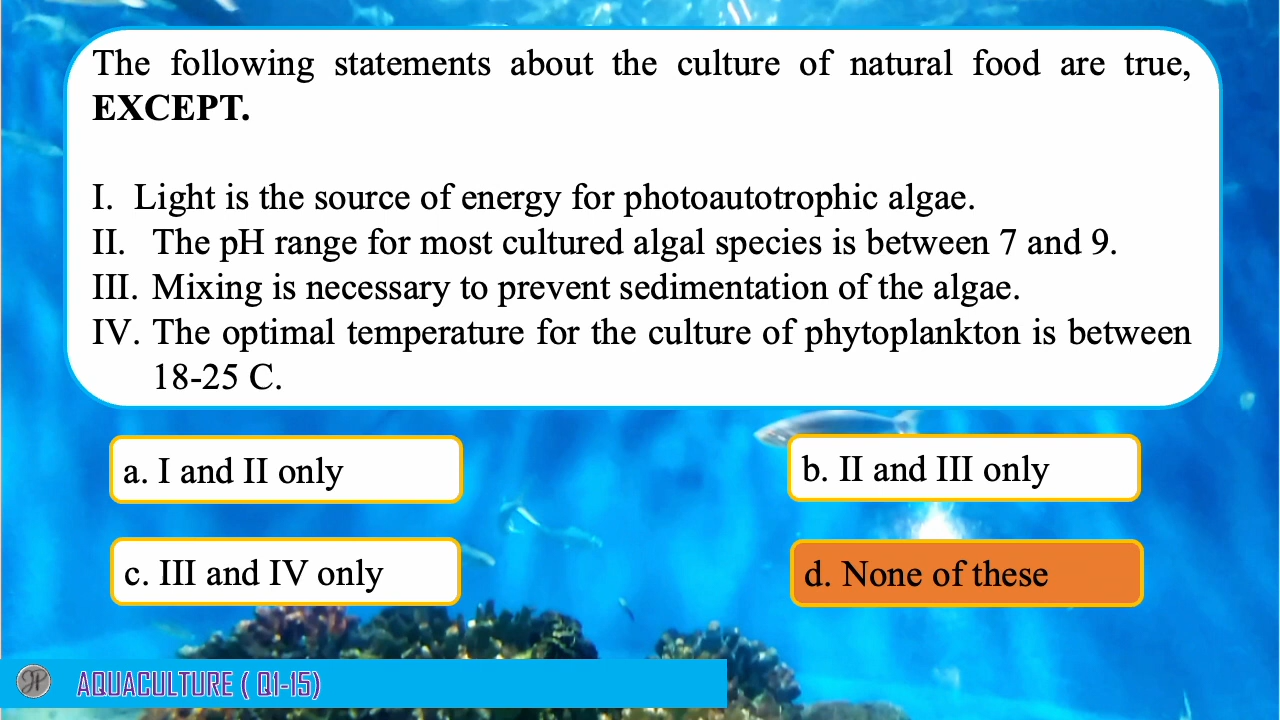 The following statements about the culture of natural food are true,
EXCEPT.
I. Light is the source of energy for photoautotrophic algae.
II. The pH range for most cultured algal species is between 7 and 9.
III. Mixing is necessary to prevent sedimentation of the algae.
IV. The optimal temperature for the culture of phytoplankton is between
18-25 C.
a. I and II only
b. II and III only
c. III and IV only
d. None of these
AQUACULTURE ( Q1-15)